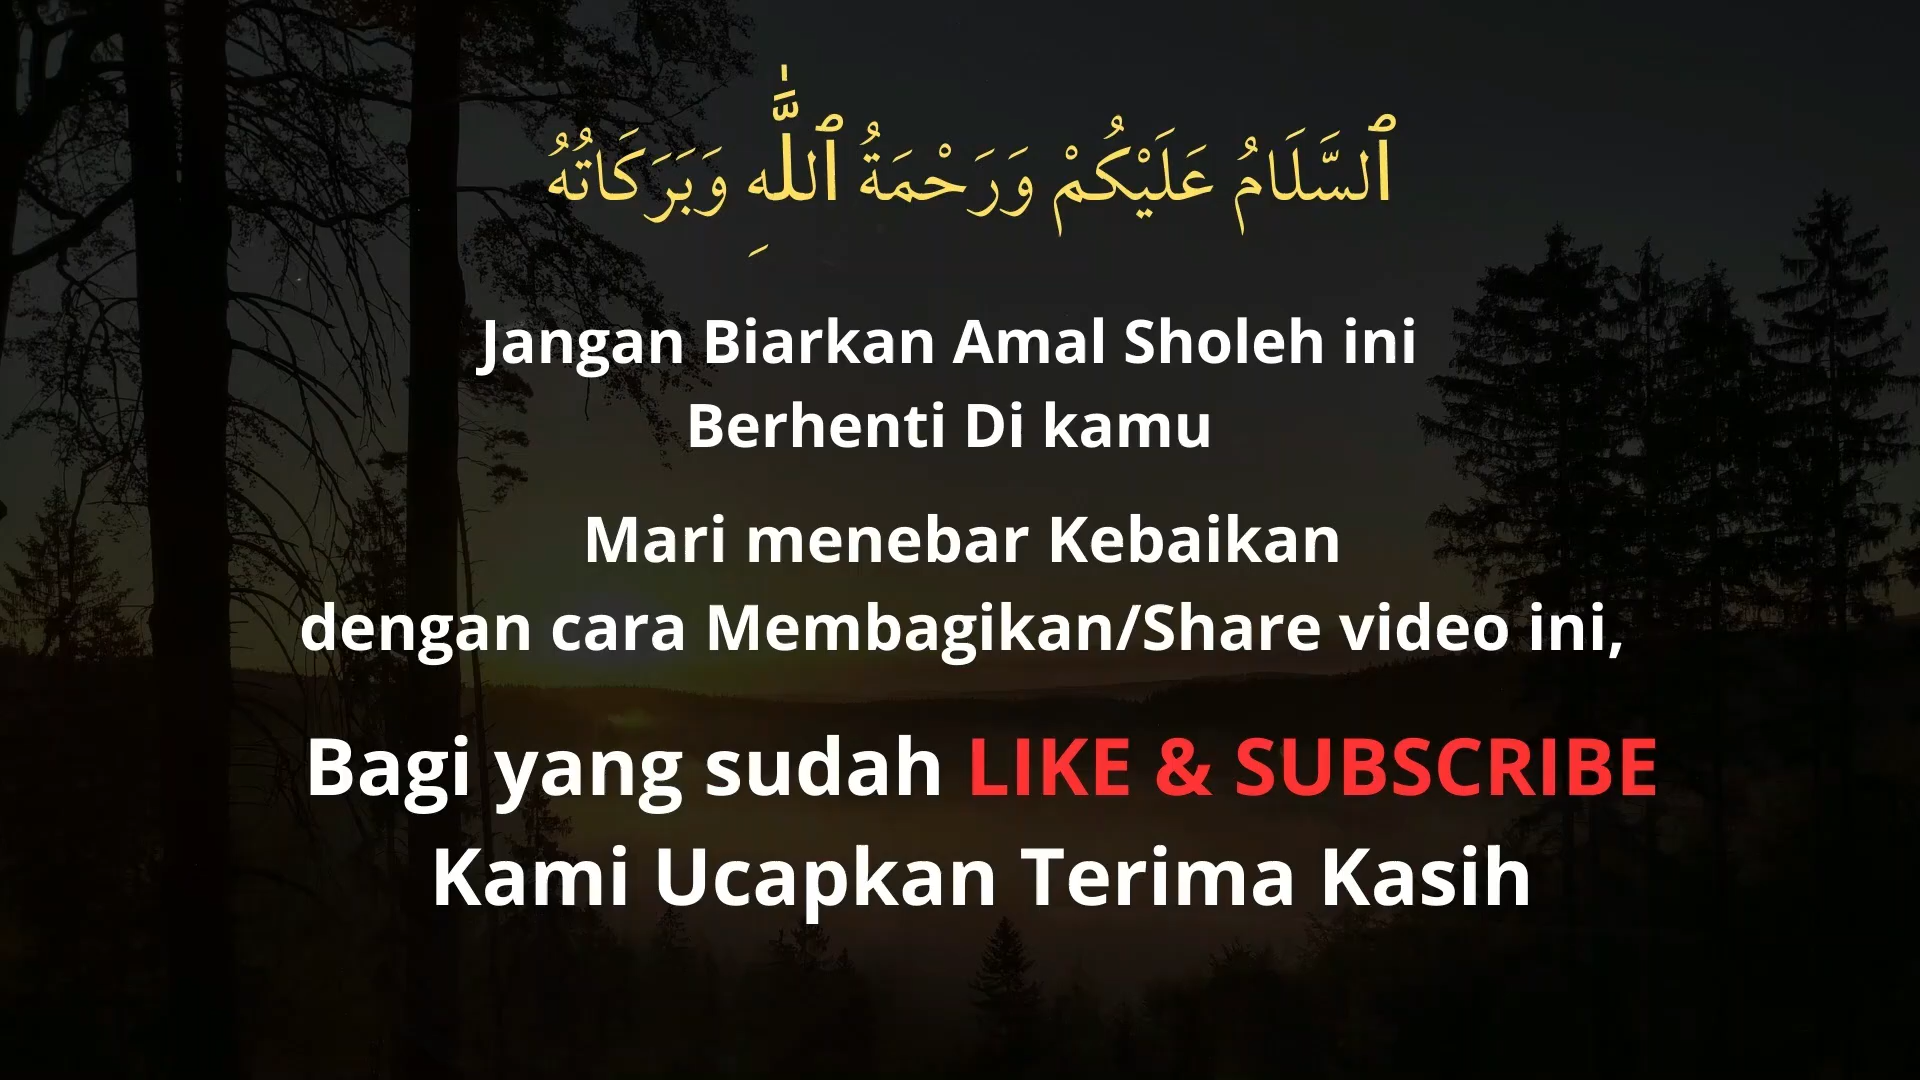 ٱلسَّلَامُ عَلَيْكُمْ وَرَحْمَةُ ٱللَّٰهِ وَبَرَكَاتُهُ
Jangan Biarkan Amal Sholeh ini
Berhenti Di kamu
Mari menebar Kebaikan
dengan cara Membagikan/Share video ini,
Bagi yang sudah LIKE & SUBSCRIBE
Kami Ucapkan Terima Kasih